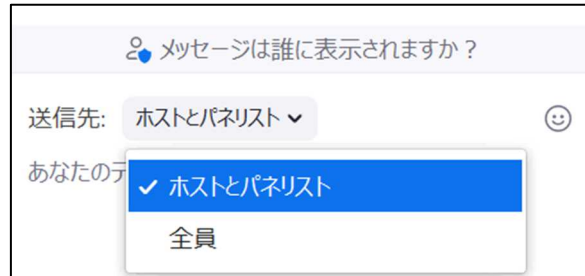 メッセージは誰に表示されますか？
送信先: ホストとパネリスト
あなたの
ホストとパネリスト
全員